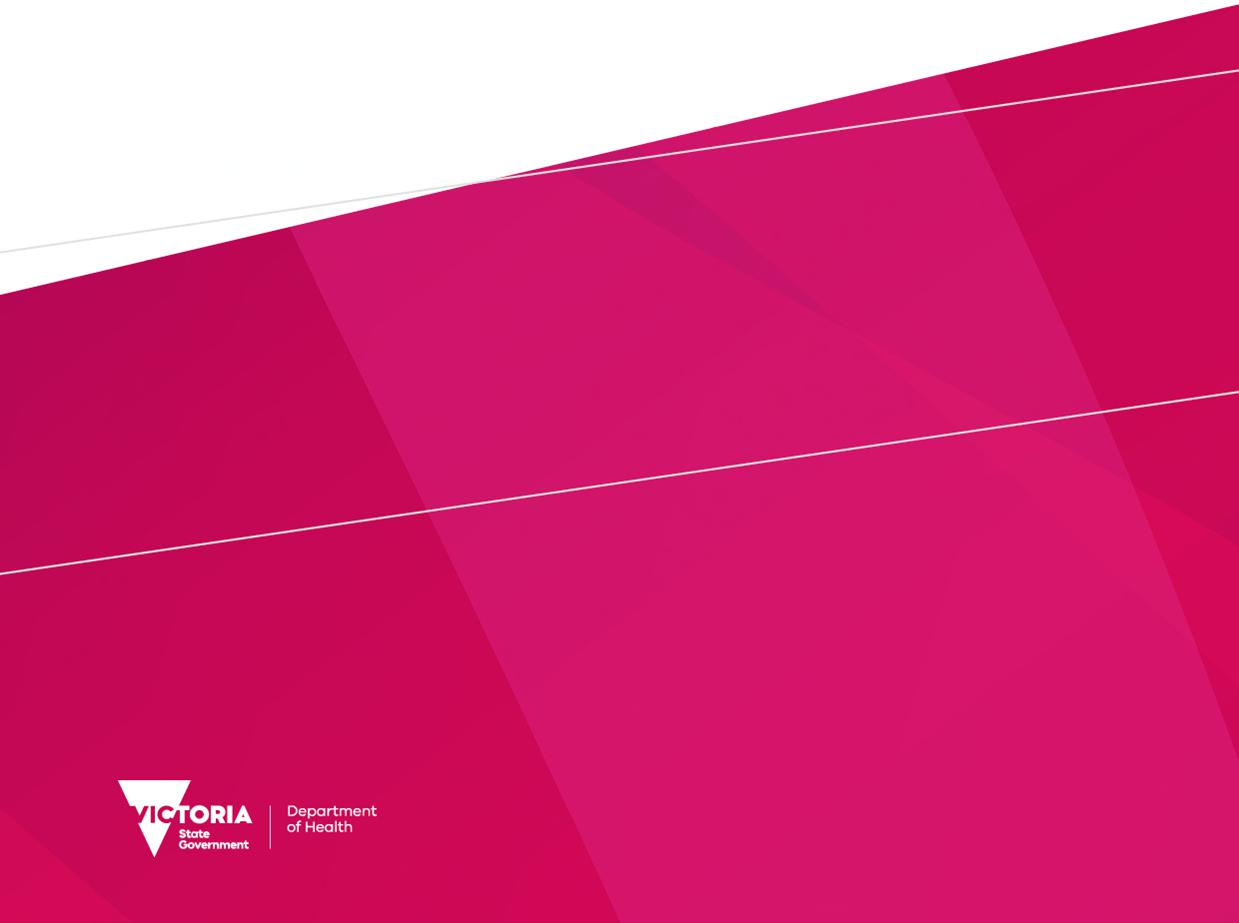 VICTORIA
State
Government
Department
of Health